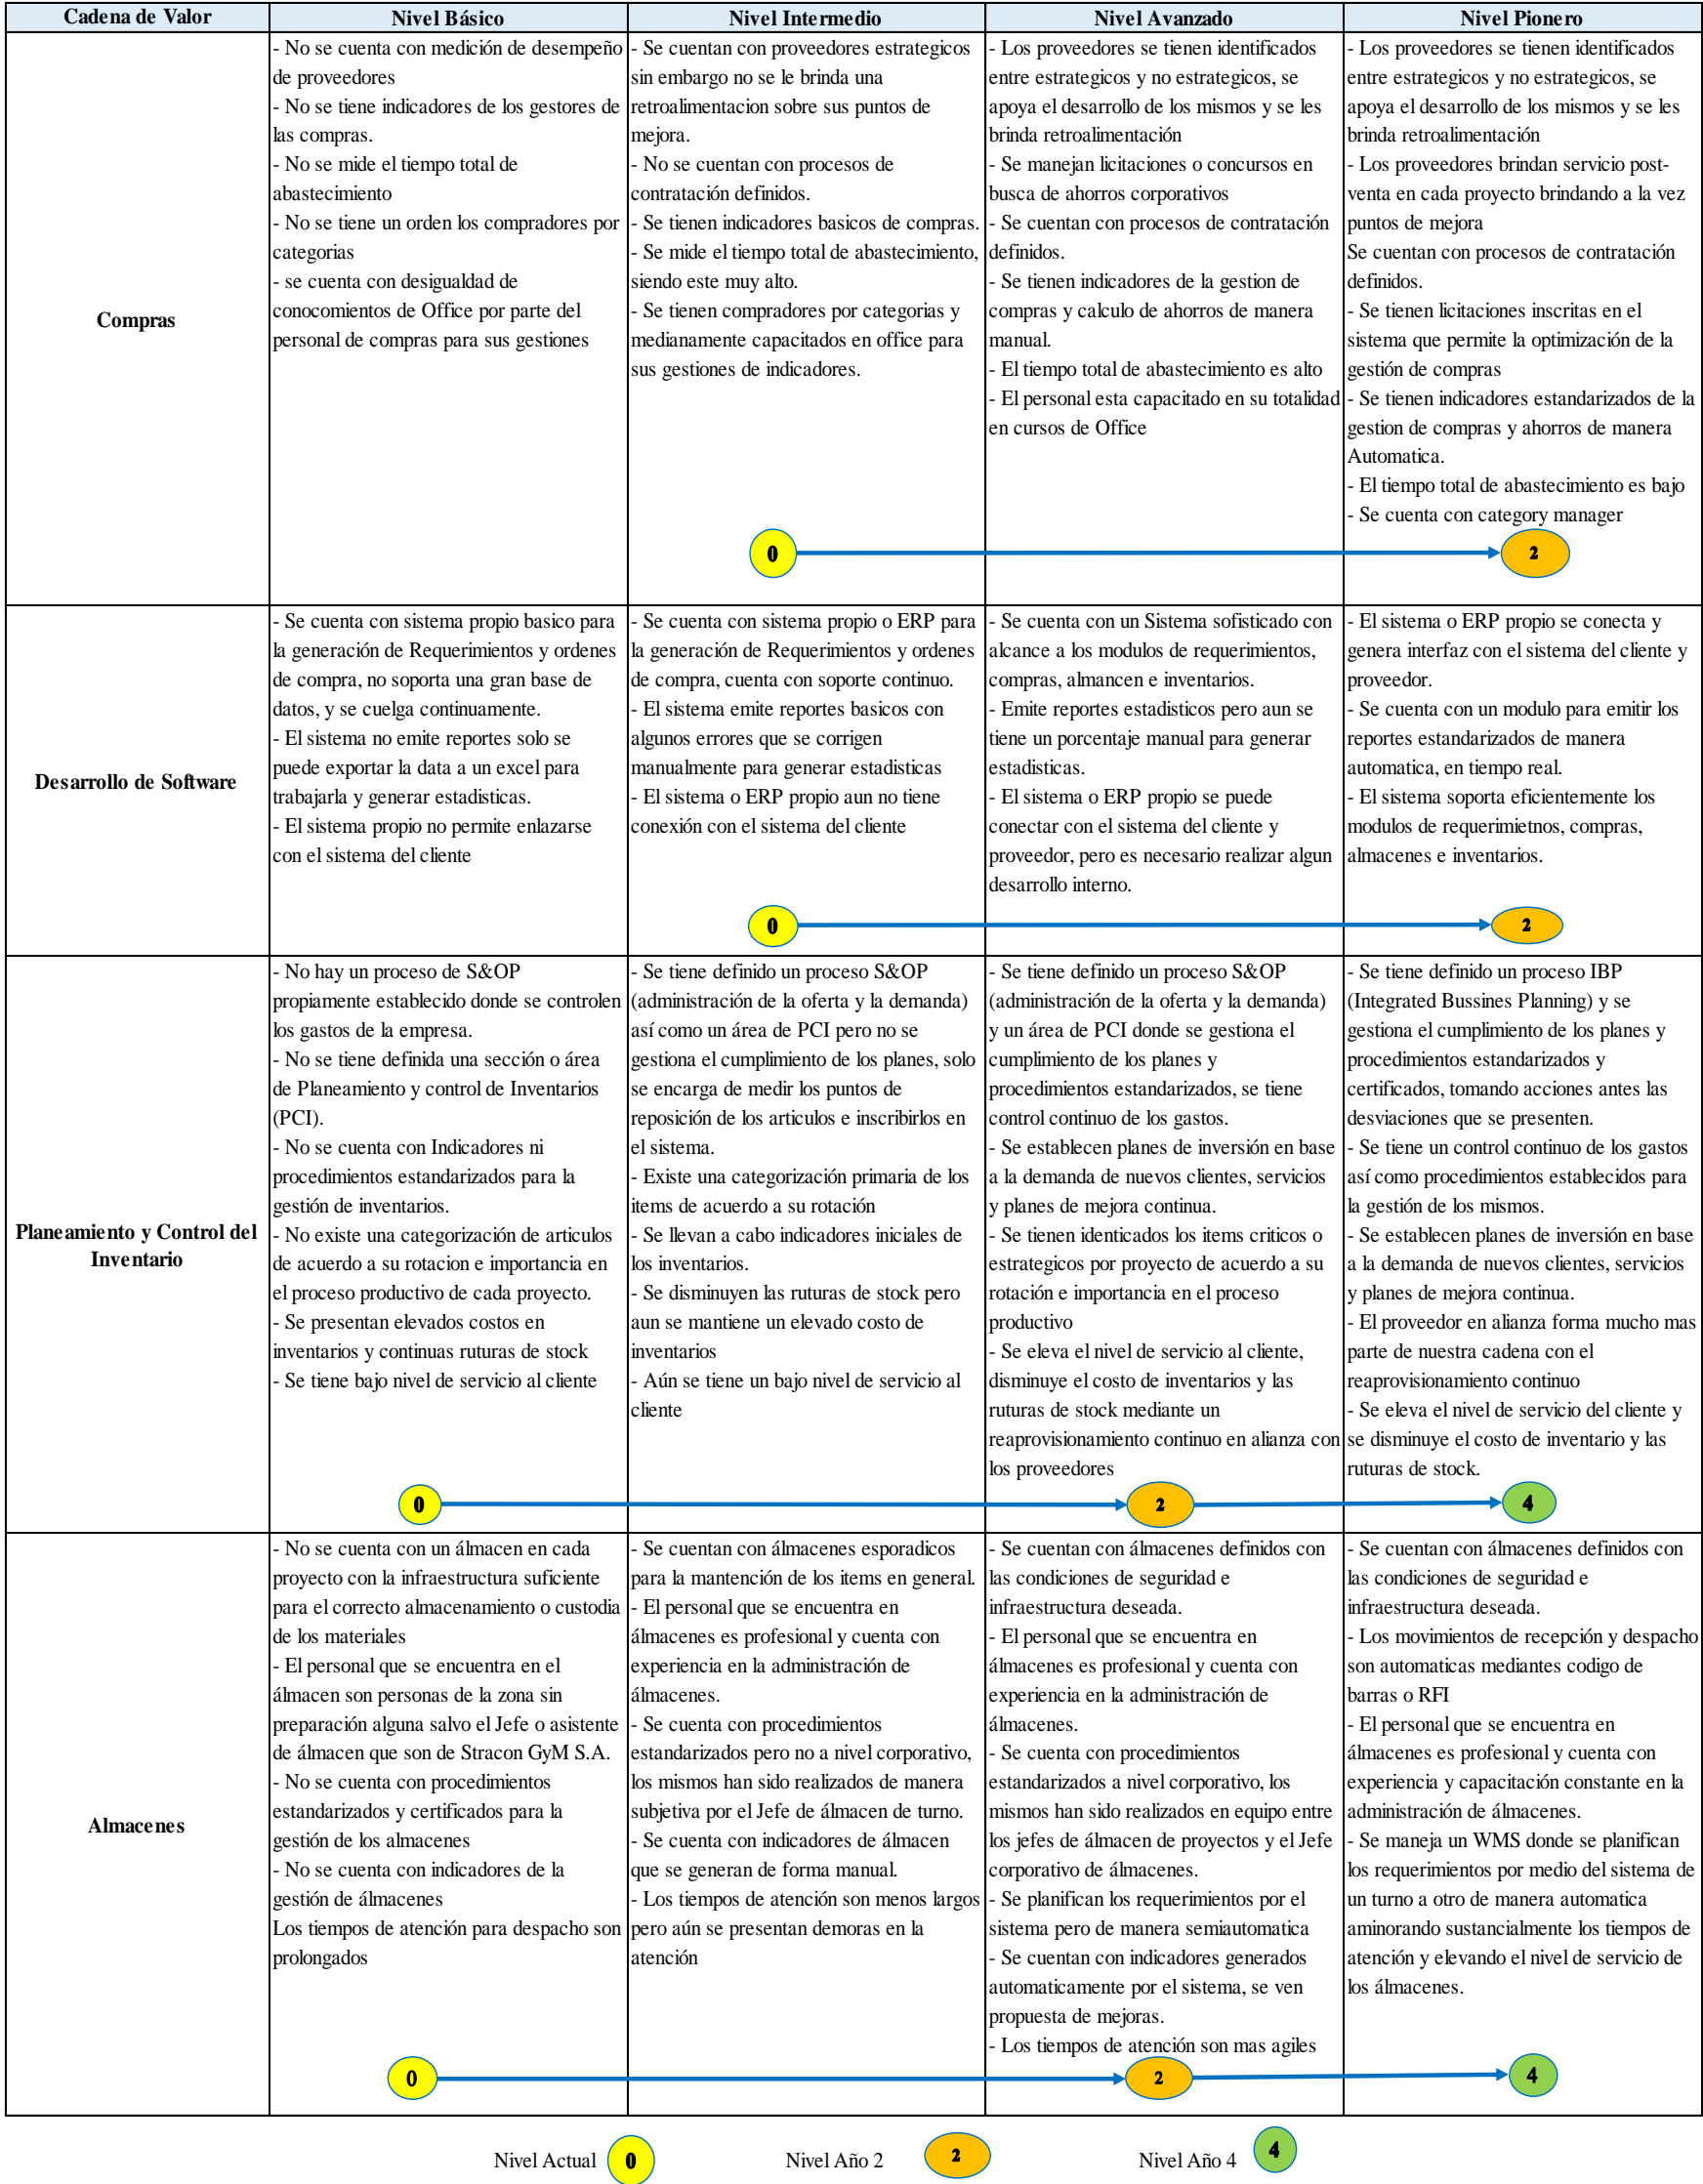 Cadena de Valor
Nivel Básico
Nivel Intermedio
Nivel Avanzado
Nivel Pionero
Compras
- No se cuenta con medición de desempeño
de proveedores
- No se tiene indicadores de los gestores de
las compras.
- No se mide el tiempo total de
abastecimiento
- No se tiene un orden los compradores por
categorias
- se cuenta con desigualdad de
conocomientos de Office por parte del
personal de compras para sus gestiones
- Se cuentan con proveedores estrategicos
sin embargo no se le brinda una
retroalimentacion sobre sus puntos de
mejora.
- No se cuentan con procesos de
contratación definidos.
- Se tienen indicadores basicos de compras.
- Se mide el tiempo total de abastecimiento,
siendo este muy alto.
- Se tienen compradores por categorias y
medianamente capacitados en office para
sus gestiones de indicadores.
0
- Los proveedores se tienen identificados
entre estrategicos y no estrategicos, se
apoya el desarrollo de los mismos y se les
brinda retroalimentación
- Se manejan licitaciones o concursos en
busca de ahorros corporativos
- Se cuentan con procesos de contratación
definidos.
- Se tienen indicadores de la gestion de
compras y calculo de ahorros de manera
manual.
- El tiempo total de abastecimiento es alto
- El personal esta capacitado en su totalidad
en cursos de Office
- Los proveedores se tienen identificados
entre estrategicos y no estrategicos, se
apoya el desarrollo de los mismos y se les
brinda retroalimentación
- Los proveedores brindan servicio post-
venta en cada proyecto brindando a la vez
puntos de mejora
Se cuentan con procesos de contratación
definidos.
- Se tienen licitaciones inscritas en el
sistema que permite la optimización de la
gestión de compras
- Se tienen indicadores estandarizados de la
gestion de compras y ahorros de manera
Automatica.
- El tiempo total de abastecimiento es bajo
- Se cuenta con category manager
2
Desarrollo de Software
- Se cuenta con sistema propio basico para
la generación de Requerimientos y ordenes
de compra, no soporta una gran base de
datos, y se cuelga continuamente.
- El sistema no emite reportes solo se
puede exportar la data a un excel para
trabajarla y generar estadisticas.
- El sistema propio no permite enlazarse
con el sistema del cliente
- Se cuenta con sistema propio o ERP para
la generación de Requerimientos y ordenes
de compra, cuenta con soporte continuo.
- El sistema emite reportes basicos con
algunos errores que se corrigen
manualmente para generar estadisticas
- El sistema o ERP propio aun no tiene
conexión con el sistema del cliente
0
- Se cuenta con un Sistema sofisticado con
alcance a los modulos de requerimientos,
compras, almancen e inventarios.
- Emite reportes estadisticos pero aun se
tiene un porcentaje manual para generar
estadisticas.
- El sistema o ERP propio se puede
conectar con el sistema del cliente y
proveedor, pero es necesario realizar algun
desarrollo interno.
- El sistema o ERP propio se conecta y
genera interfaz con el sistema del cliente y
proveedor.
- Se cuenta con un modulo para emitir los
reportes estandarizados de manera
automatica, en tiempo real.
- El sistema soporta eficientemente los
modulos de requerimietnos, compras,
almacenes e inventarios.
2
Planeamiento y Control del
Inventario
- No hay un proceso de S&OP
propiamente establecido donde se controlen
los gastos de la empresa.
- No se tiene definida una sección o área
de Planeamiento y control de Inventarios
(PCI).
- No se cuenta con Indicadores ni
procedimientos estandarizados para la
gestión de inventarios.
- No existe una categorización de articulos
de acuerdo a su rotacion e importancia en
el proceso productivo de cada proyecto.
- Se presentan elevados costos en
inventarios y continuas ruturas de stock
- Se tiene bajo nivel de servicio al cliente
0
- Se tiene definido un proceso S&OP
(administración de la oferta y la demanda)
así como un área de PCI pero no se
gestiona el cumplimiento de los planes, solo
se encarga de medir los puntos de
reposición de los articulos e inscribirlos en
el sistema.
- Existe una categorización primaria de los
items de acuerdo a su rotación
- Se llevan a cabo indicadores iniciales de
los inventarios.
- Se disminuyen las ruturas de stock pero
aun se mantiene un elevado costo de
inventarios
- Aún se tiene un bajo nivel de servicio al
cliente
- Se tiene definido un proceso S&OP
(administración de la oferta y la demanda)
y un área de PCI donde se gestiona el
cumplimiento de los planes y
procedimientos estandarizados, se tiene
control continuo de los gastos.
- Se establecen planes de inversión en base
a la demanda de nuevos clientes, servicios
y planes de mejora continua.
- Se tienen identicados los items criticos o
estrategicos por proyecto de acuerdo a su
rotación e importancia en el proceso
productivo
- Se eleva el nivel de servicio al cliente,
disminuye el costo de inventarios y las
ruturas de stock mediante un
reaprovisionamiento continuo en alianza con
los proveedores
2
- Se tiene definido un proceso IBP
(Integrated Bussines Planning) y se
gestiona el cumplimiento de los planes y
procedimientos estandarizados y
certificados, tomando acciones antes las
desviaciones que se presenten.
- Se tiene un control continuo de los gastos
así como procedimientos establecidos para
la gestión de los mismos.
- Se establecen planes de inversión en base
a la demanda de nuevos clientes, servicios
y planes de mejora continua.
- El proveedor en alianza forma mucho mas
parte de nuestra cadena con el
reaprovisionamiento continuo
- Se eleva el nivel de servicio del cliente y
se disminuye el costo de inventario y las
ruturas de stock.
4
Almacenes
- No se cuenta con un álmacen en cada
proyecto con la infraestructura suficiente
para el correcto almacenamiento o custodia
de los materiales
- El personal que se encuentra en el
álmacen son personas de la zona sin
preparación alguna salvo el Jefe o asistente
de álmacen que son de Stracon GyM S.A.
- No se cuenta con procedimientos
estandarizados y certificados para la
gestión de los almacenes
- No se cuenta con indicadores de la
gestión de álmacenes
Los tiempos de atención para despacho son
prolongados
0
- Se cuentan con álmacenes esporadicos
para la mantención de los items en general.
- El personal que se encuentra en
álmacenes es profesional y cuenta con
experiencia en la administración de
álmacenes.
- Se cuenta con procedimientos
estandarizados pero no a nivel corporativo,
los mismos han sido realizados de manera
subjetiva por el Jefe de álmacen de turno.
- Se cuenta con indicadores de álmacen
que se generan de forma manual.
- Los tiempos de atención son menos largos
pero aún se presentan demoras en la
atención
- Se cuentan con álmacenes definidos con
las condiciones de seguridad e
infraestructura deseada.
- El personal que se encuentra en
álmacenes es profesional y cuenta con
experiencia en la administración de
álmacenes.
- Se cuenta con procedimientos
estandarizados a nivel corporativo, los
mismos han sido realizados en equipo entre
los jefes de álmacen de proyectos y el Jefe
corporativo de álmacenes.
- Se planifican los requerimientos por el
sistema pero de manera semiautomatica
- Se cuentan con indicadores generados
automaticamente por el sistema, se ven
propuesta de mejoras.
- Los tiempos de atención son mas agiles
2
- Se cuentan con álmacenes definidos con
las condiciones de seguridad e
infraestructura deseada.
- Los movimientos de recepción y despacho
son automaticas mediantes codigo de
barras o RFI
- El personal que se encuentra en
álmacenes es profesional y cuenta con
experiencia y capacitación constante en la
administración de álmacenes.
- Se maneja un WMS donde se planifican
los requerimientos por medio del sistema de
un turno a otro de manera automatica
aminorando sustancialmente los tiempos de
atención y elevando el nivel de servicio de
los álmacenes.
4
Nivel Actual 0
Nivel Año 2 2
Nivel Año 4 4